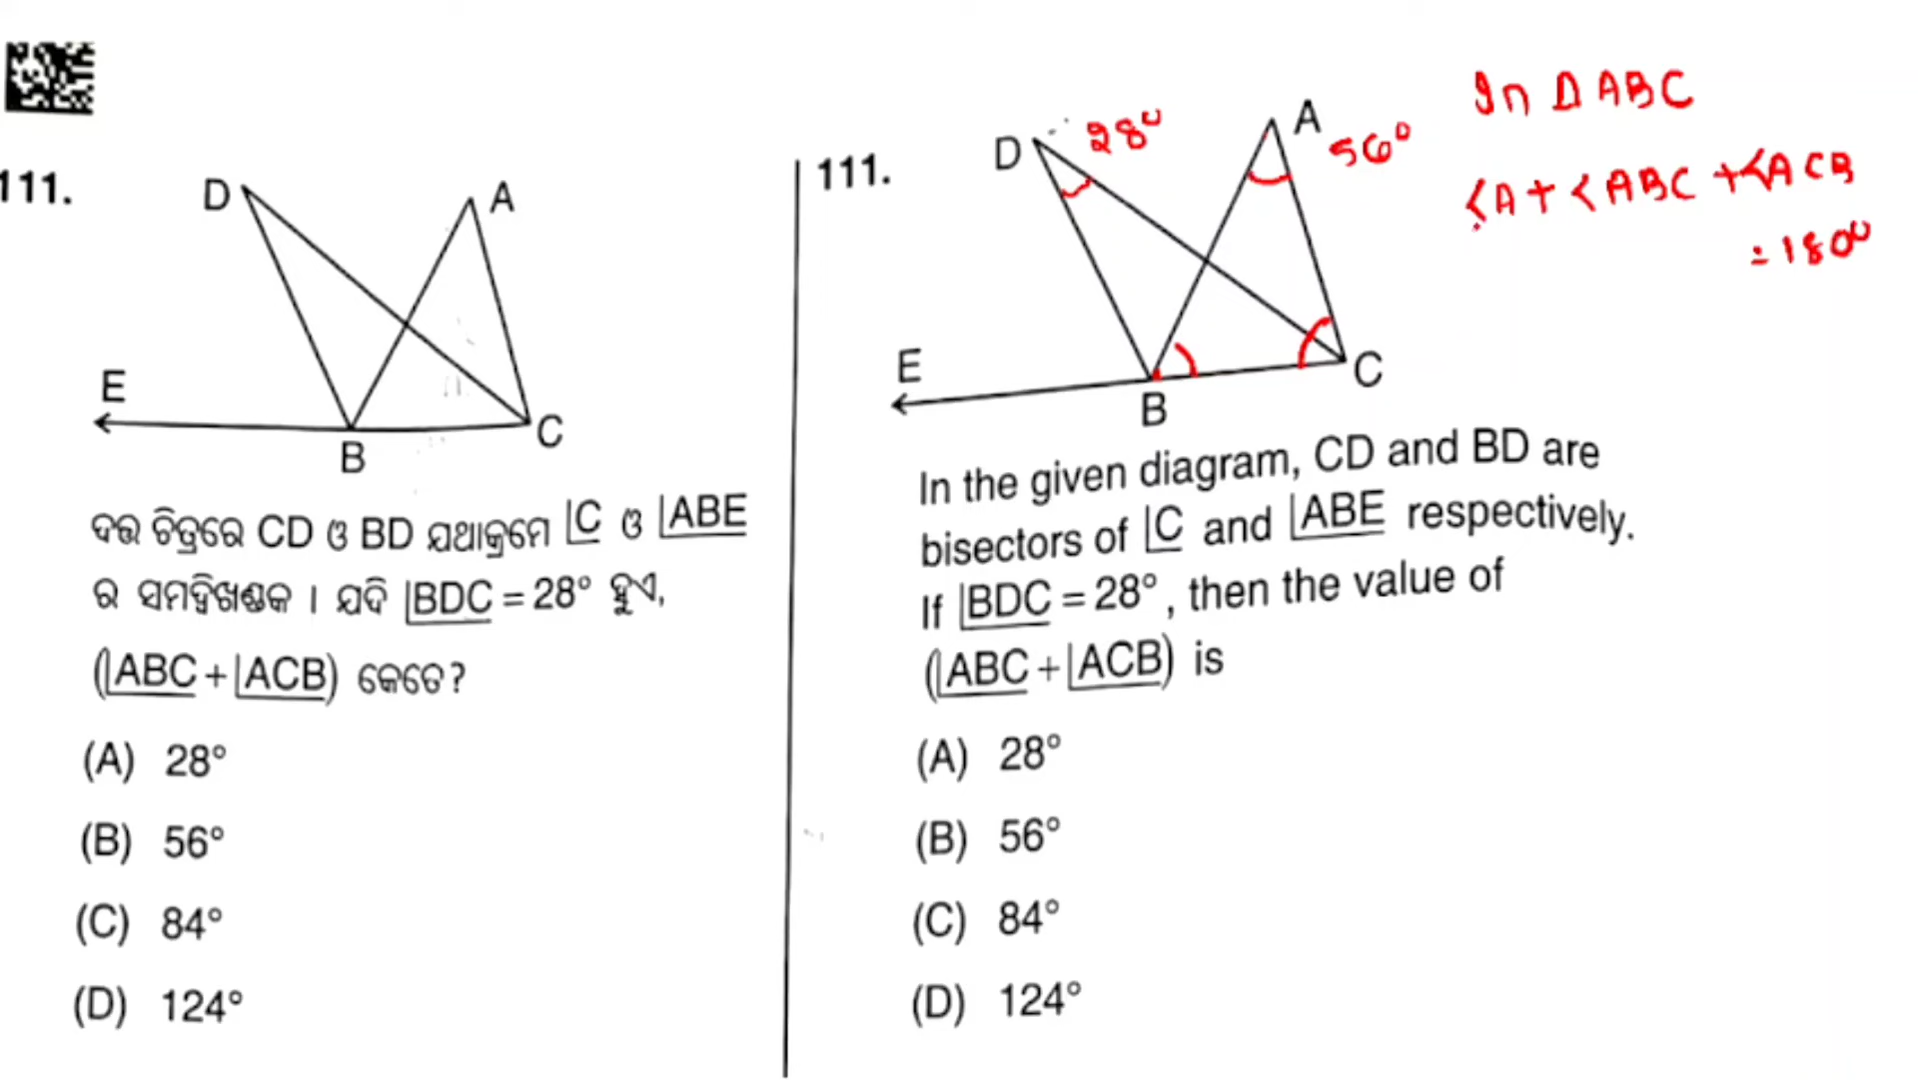 111.
D
A
E
B
C
ଦତ୍ତ ଚିତ୍ରରେ CD ଓ BD ଯଥାକ୍ରମେ ∠C ଓ ∠ABE
ର ସମଦ୍ବିଖଣ୍ଡକ । ଯଦି ∠BDC = 28° ହୁଏ,
(∠ABC + ∠ACB) କେତେ?
(A) 28°
(B) 56°
(C) 84°
(D) 124°
111.
D
28°
A
56°
E
B
C
In the given diagram, CD and BD are
bisectors of ∠C and ∠ABE respectively.
If ∠BDC = 28°, then the value of
(∠ABC + ∠ACB) is
(A) 28°
(B) 56°
(C) 84°
(D) 124°
In Δ ABC
<A + <ABC + <ACB
= 180°